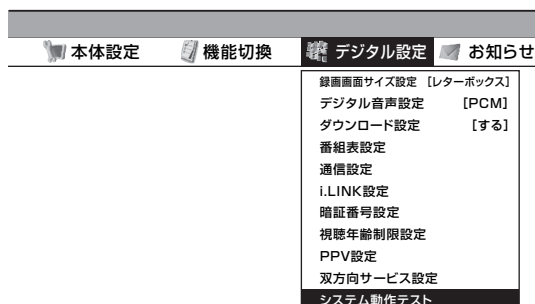 本体設定 機能切換 デジタル設定 お知らせ
録画画面サイズ設定 [レターボックス]
デジタル音声設定 [PCM]
ダウンロード設定 [する]
番組表設定
通信設定
i.LINK設定
暗証番号設定
視聴年齢制限設定
PPV設定
双方向サービス設定
システム動作テスト